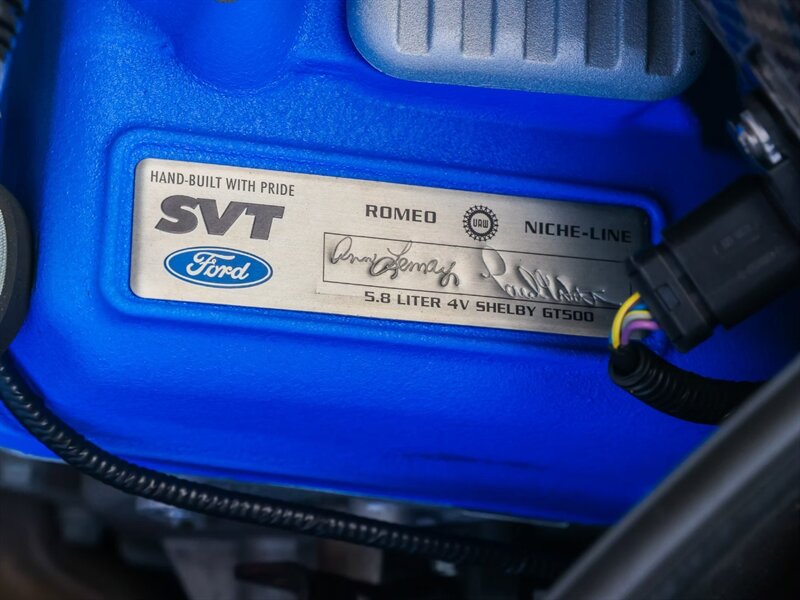 HAND-BUILT WITH PRIDE
SVT
Ford
ROMEO
UAW
NICHE-LINE
5.8 LITER 4V SHELBY GT500